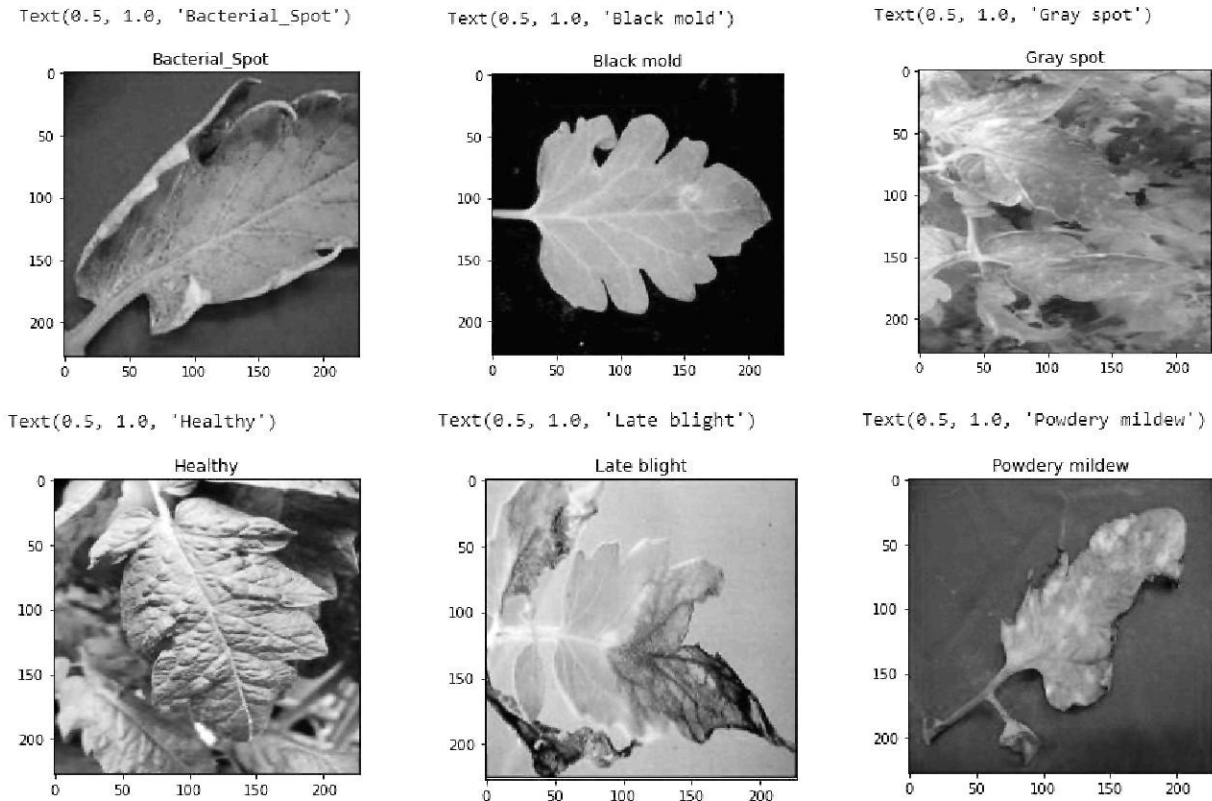 Text(0.5, 1.0, 'Bacterial_Spot')
Text(0.5, 1.0, 'Black mold')
Text(0.5, 1.0, 'Gray spot')
Bacterial_Spot
Black mold
Gray spot
0
50
100
150
200
0 50 100 150 200
0
50
100
150
200
0 50 100 150 200
0
50
100
150
200
0 50 100 150 200
Text(0.5, 1.0, 'Healthy')
Text(0.5, 1.0, 'Late blight')
Text(0.5, 1.0, 'Powdery mildew')
Healthy
Late blight
Powdery mildew
0
50
100
150
200
0 50 100 150 200
0
50
100
150
200
0 50 100 150 200
0
50
100
150
200
0 50 100 150 200